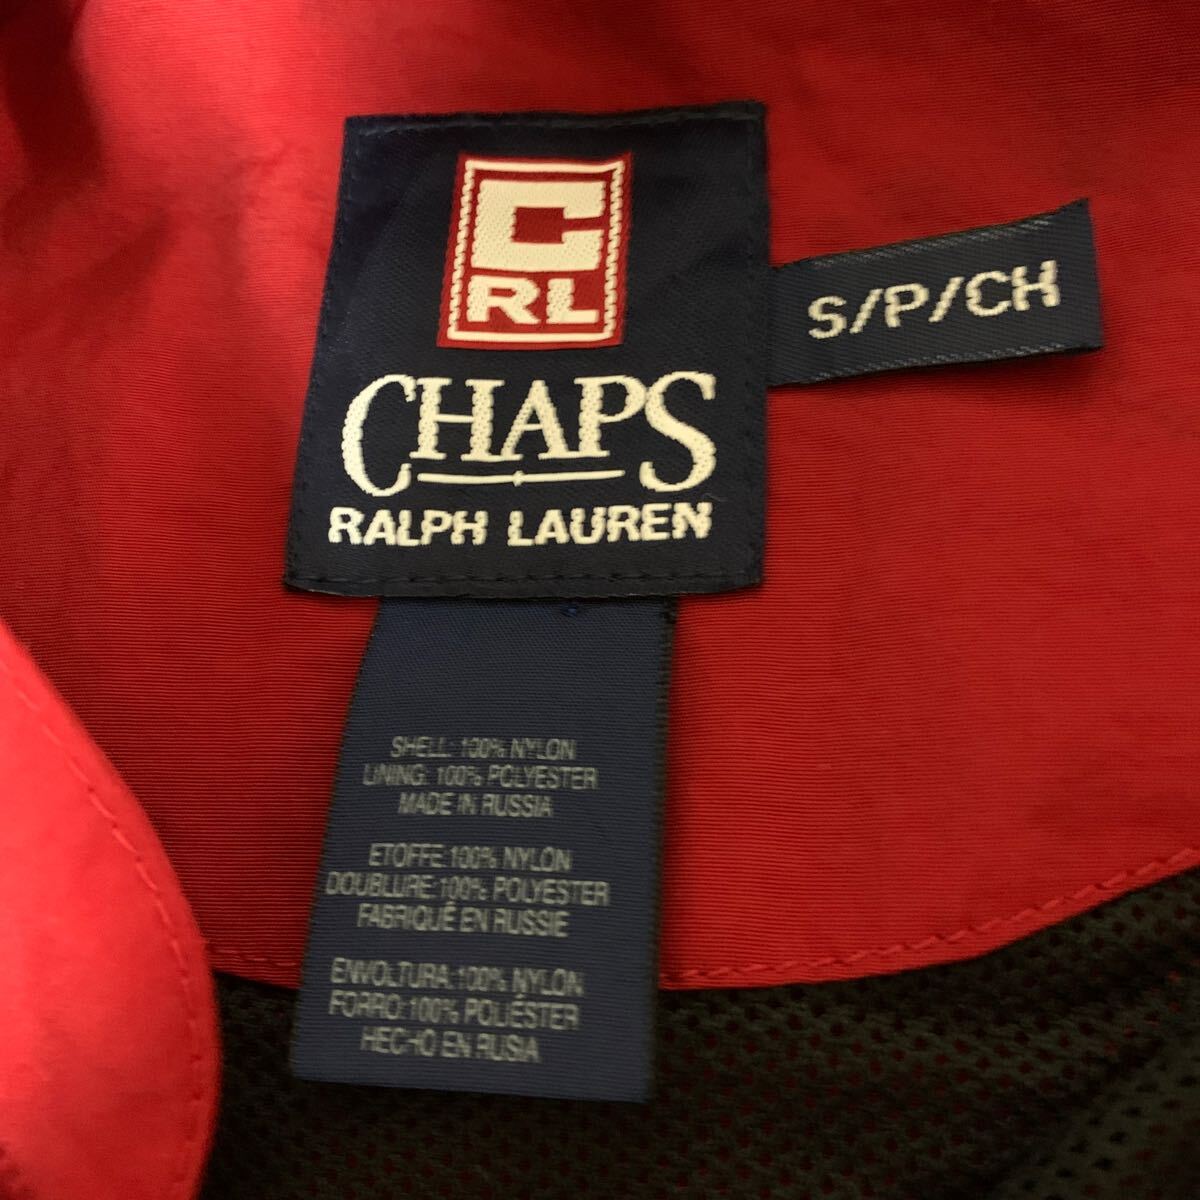 C
RL
CHAPS
RALPH LAUREN
S/P/CH
SHELL: 100% NYLON
LINING: 100% POLYESTER
MADE IN RUSSIA
ETOFFE:100% NYLON
DOUBLURE:100% POLYESTER
FABRIQUÉ EN RUSSIE
ENVOLTURA:100% NYLON
FORRO:100% POLIÉSTER
HECHO EN RUSIA